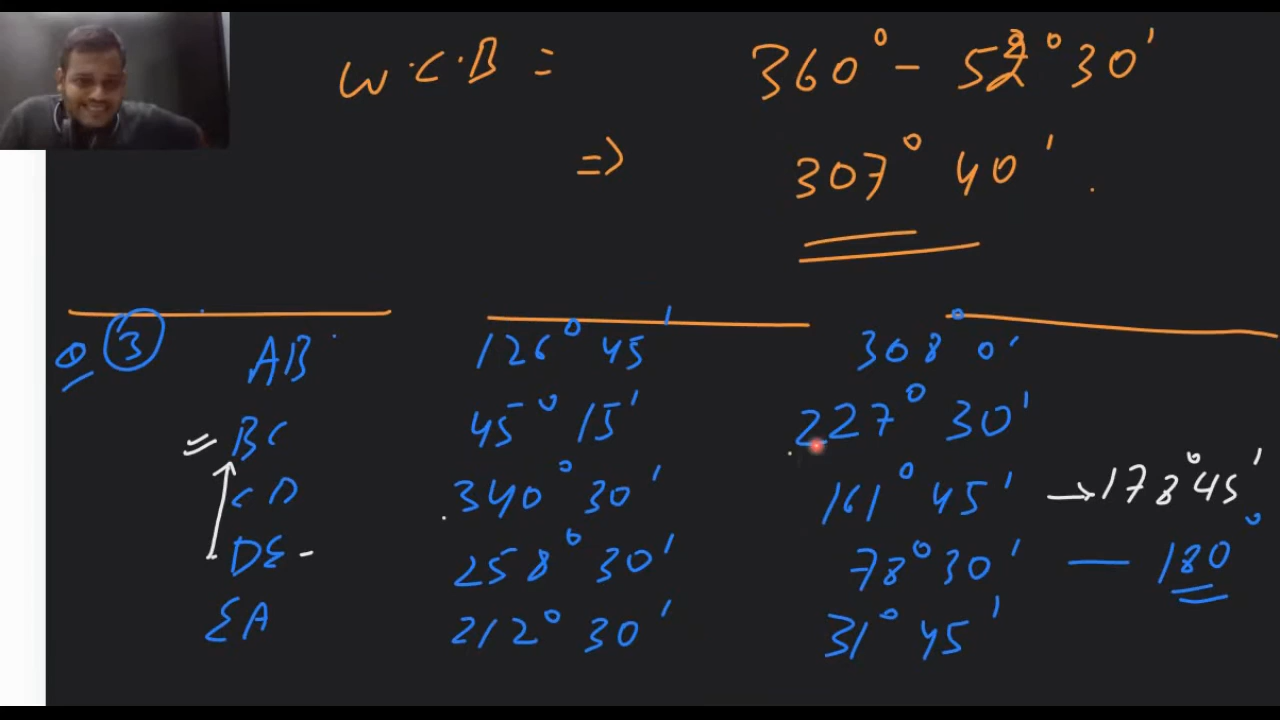 W.C.B = 360° - 52° 30'
=> 307° 40'
Q 3 AB 126° 45' 308° 0'
BC 45° 15' 227° 30'
CD 340° 30' 161° 45' → 178° 45'
DE - 258° 30' 78° 30' — 180°
EA 212° 30' 31° 45'